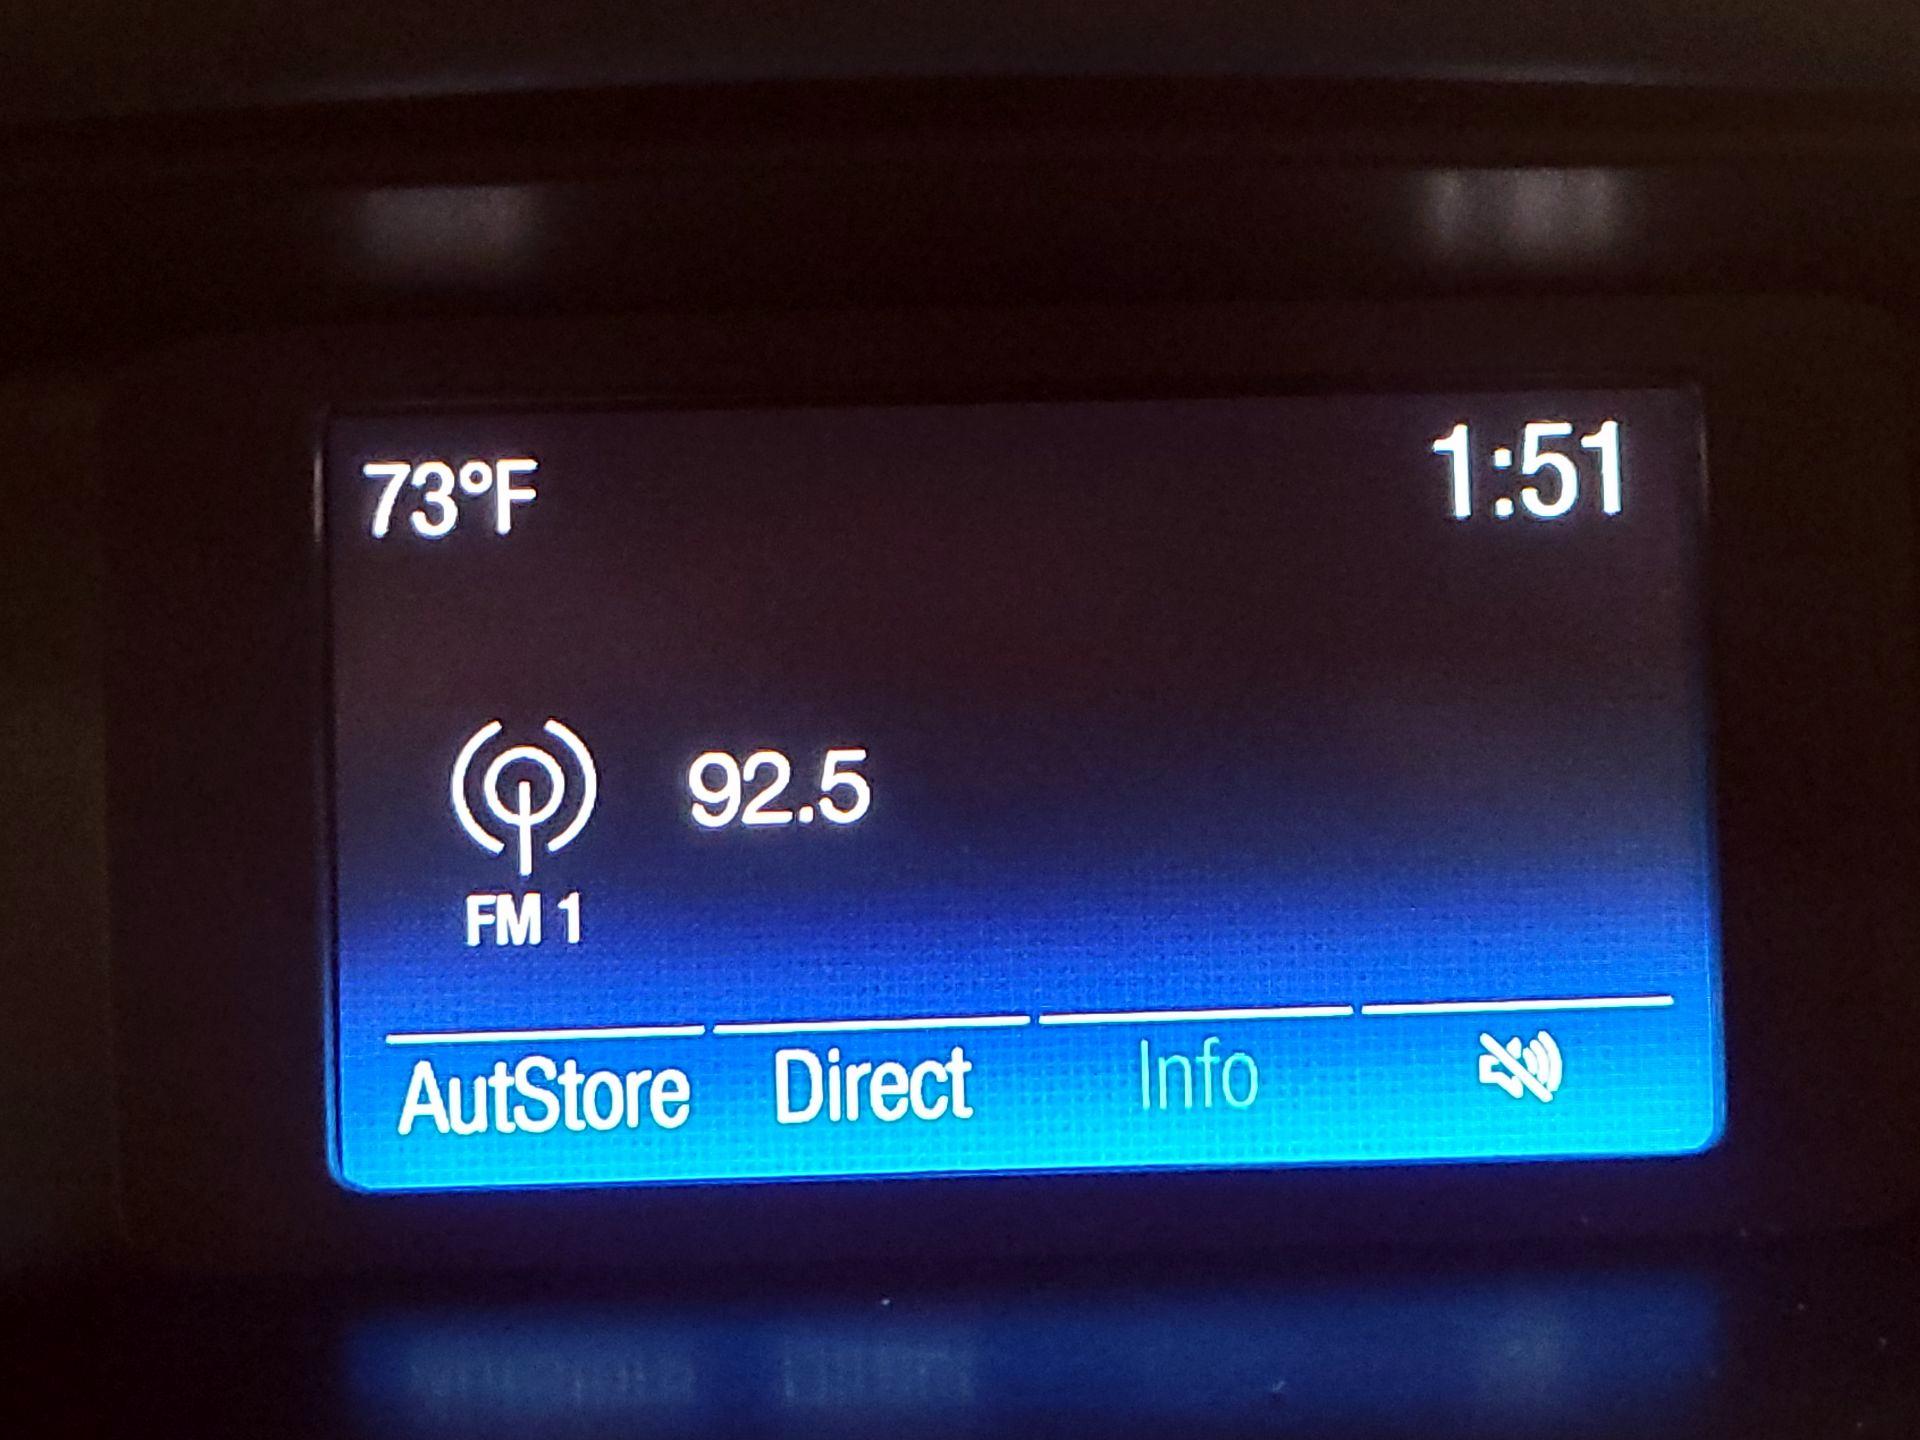 73°F 1:51
92.5
FM 1
AutStore Direct Info